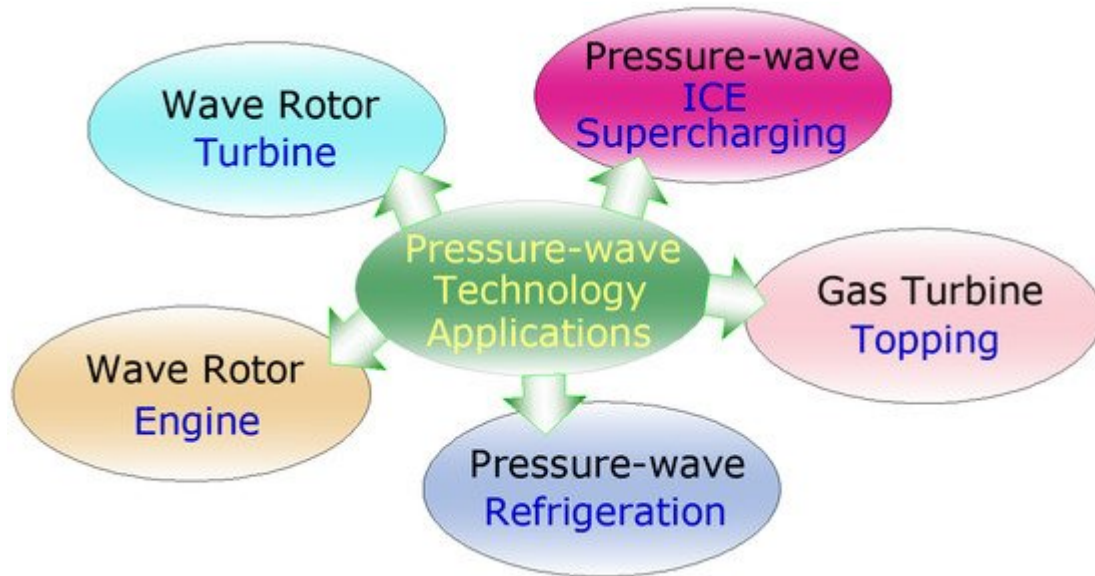 Wave Rotor
Turbine
Pressure-wave
ICE
Supercharging
Pressure-wave
Technology
Applications
Gas Turbine
Topping
Wave Rotor
Engine
Pressure-wave
Refrigeration